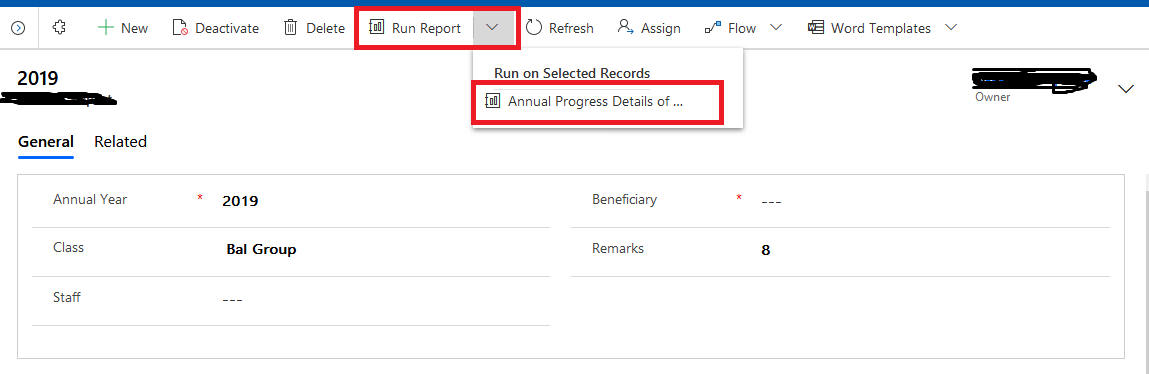 New Deactivate Delete Run Report Refresh Assign Flow Word Templates
Run on Selected Records
Annual Progress Details of ...
2019
Owner
General Related
Annual Year * 2019 Beneficiary * ---
Class Bal Group Remarks 8
Staff ---